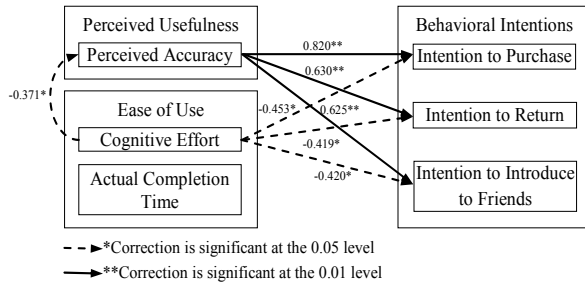 Perceived Usefulness
Perceived Accuracy
Behavioral Intentions
Intention to Purchase
0.820**
0.630**
-0.371*
Ease of Use
-0.453*
0.625**
Intention to Return
Cognitive Effort
-0.419*
-0.420*
Actual Completion
Time
Intention to Introduce
to Friends
*Correction is significant at the 0.05 level
**Correction is significant at the 0.01 level